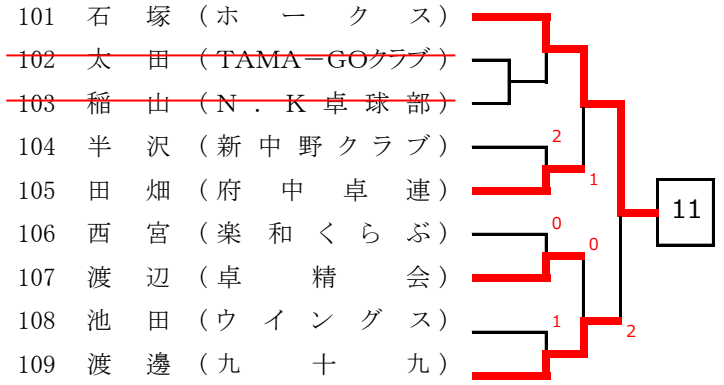 101 石 塚 (ホ ー ク ス)
102 太 田 (TAMA－GOクラブ)
103 稲 山 (N . K 卓 球 部)
104 半 沢 (新 中 野 ク ラ ブ)
2
105 田 畑 (府 中 卓 連)
1
11
106 西 宮 (楽 和 く ら ぶ)
0
0
107 渡 辺 (卓 精 会)
108 池 田 (ウ イ ン グ ス)
1
2
109 渡 邊 (九 十 九)